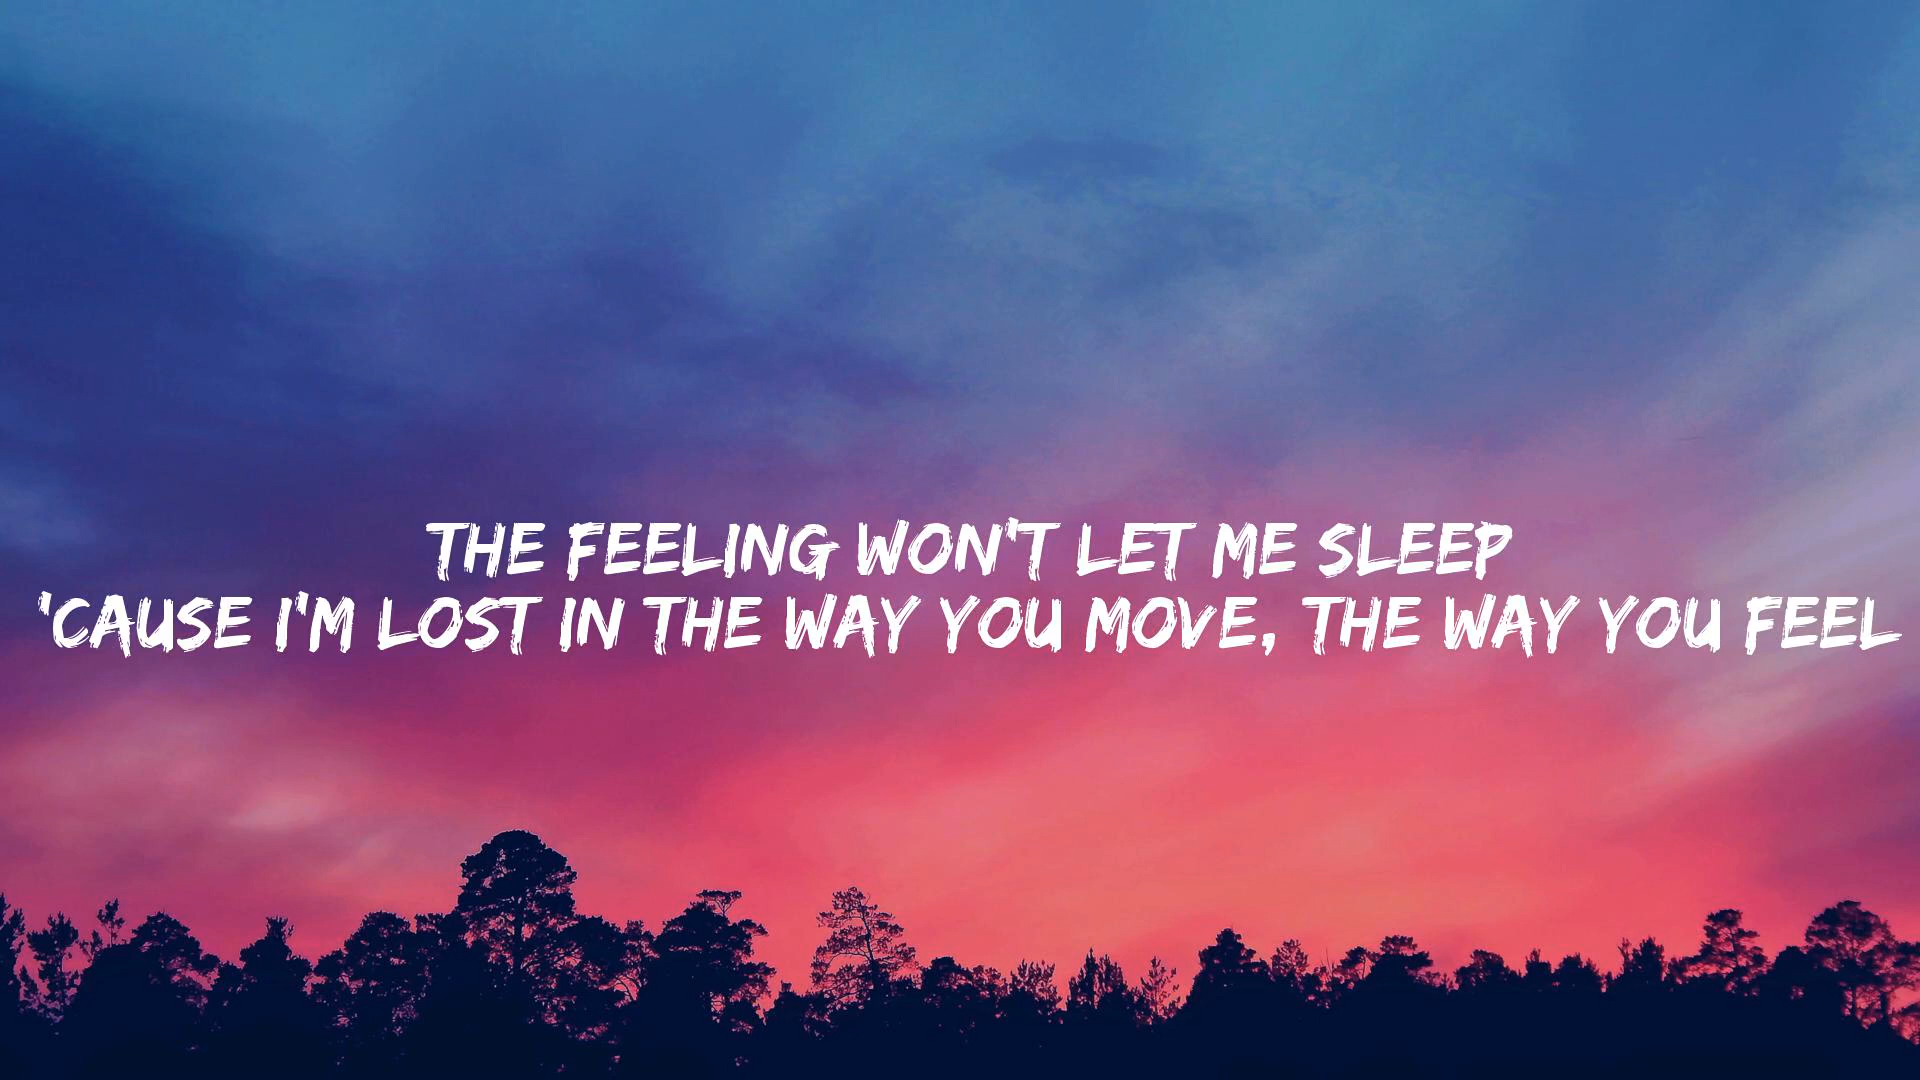 THE FEELING WON'T LET ME SLEEP
'CAUSE I'M LOST IN THE WAY YOU MOVE, THE WAY YOU FEEL